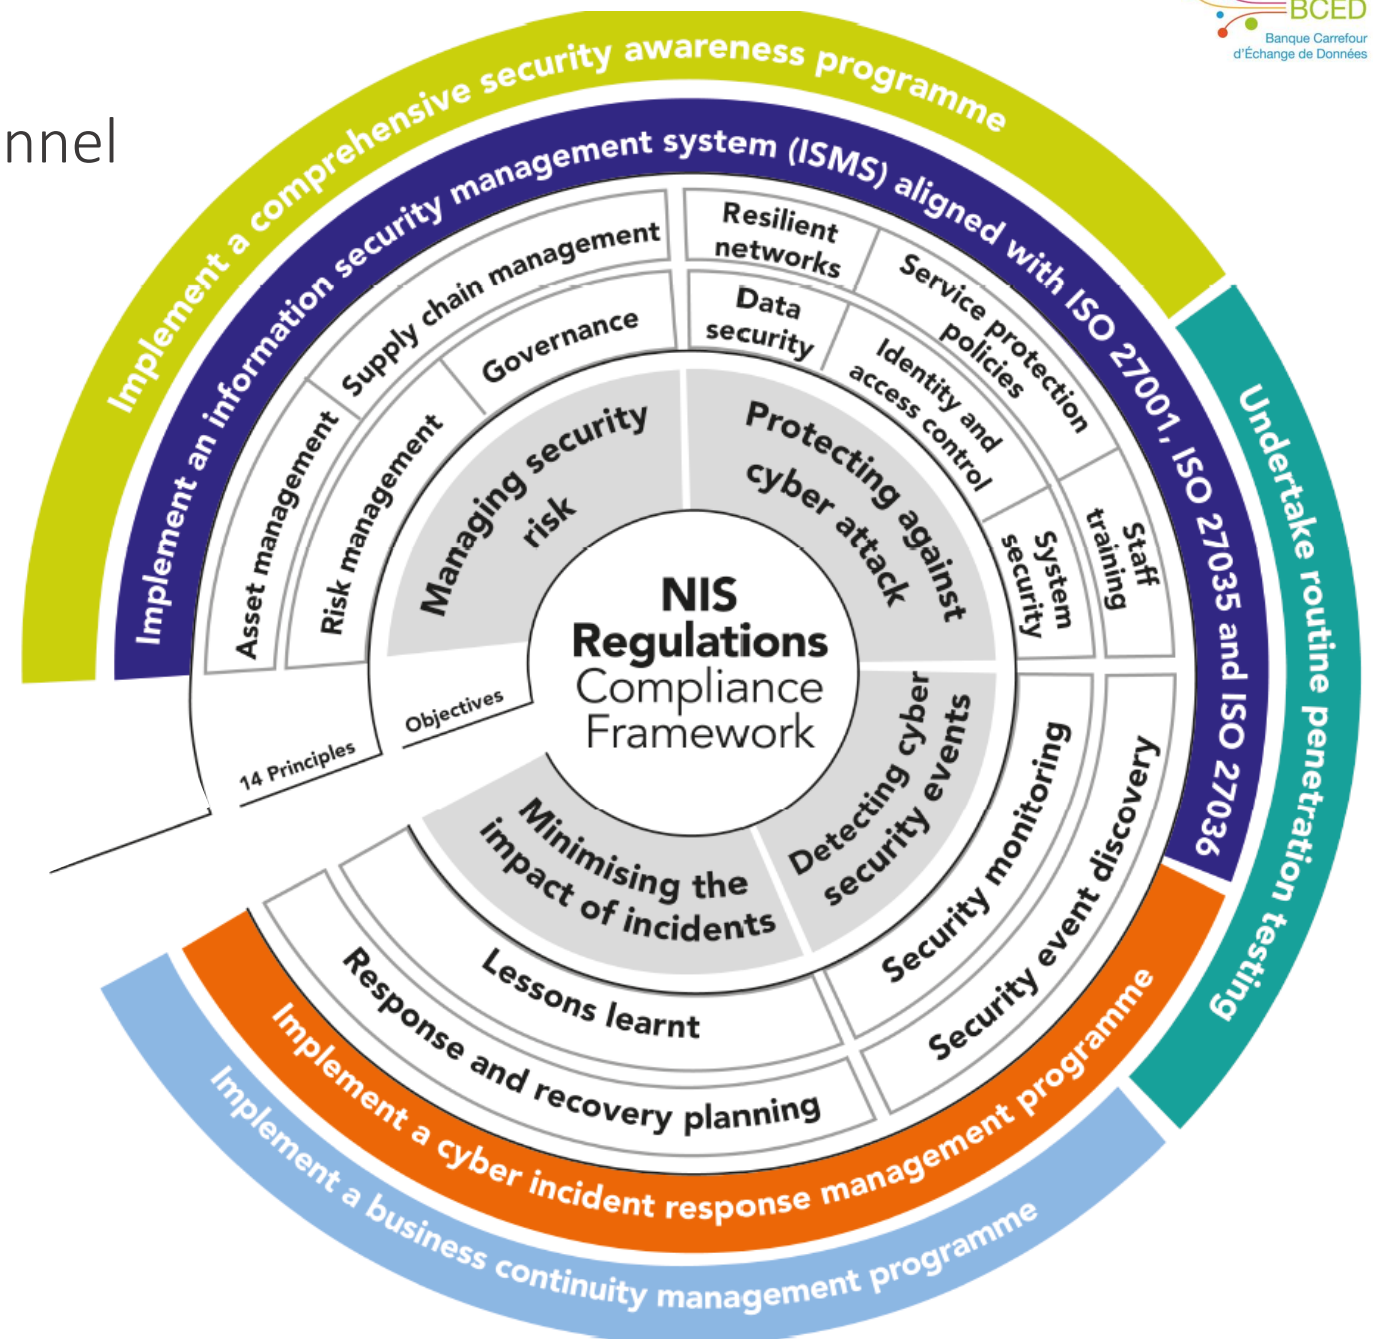 BCED
Banque Carrefour
d'Échange de Données
nnel
Implement a comprehensive security awareness programme
Implement an information security management system (ISMS) aligned with ISO 27001, ISO 27035 and ISO 27036
Undertake routine penetration testing
Supply chain management
Asset management
Governance
Risk management
Resilient
networks
Service protection
policies
Staff
training
Data
security
Identity and
access control
System
security
Managing security
risk
Protecting against
cyber attack
NIS
Regulations
Compliance
Framework
Objectives
14 Principles
Detecting cyber
security events
Minimising the
impact of incidents
Security monitoring
Security event discovery
Lessons learnt
Response and recovery planning
Implement a cyber incident response management programme
Implement a business continuity management programme